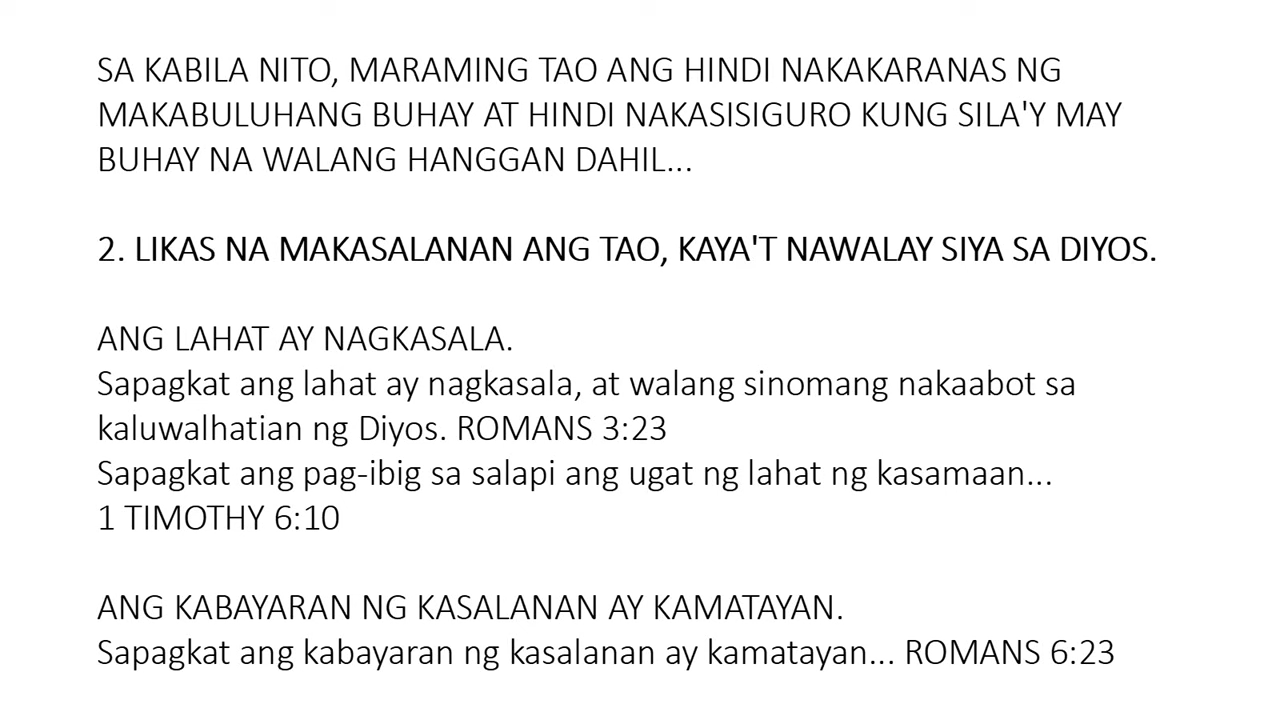 SA KABILA NITO, MARAMING TAO ANG HINDI NAKAKARANAS NG
MAKABULUHANG BUHAY AT HINDI NAKASISIGURO KUNG SILA'Y MAY
BUHAY NA WALANG HANGGAN DAHIL...
2. LIKAS NA MAKASALANAN ANG TAO, KAYA'T NAWALAY SIYA SA DIYOS.
ANG LAHAT AY NAGKASALA.
Sapagkat ang lahat ay nagkasala, at walang sinomang nakaabot sa
kaluwalhatian ng Diyos. ROMANS 3:23
Sapagkat ang pag-ibig sa salapi ang ugat ng lahat ng kasamaan...
1 TIMOTHY 6:10
ANG KABAYARAN NG KASALANAN AY KAMATAYAN.
Sapagkat ang kabayaran ng kasalanan ay kamatayan... ROMANS 6:23